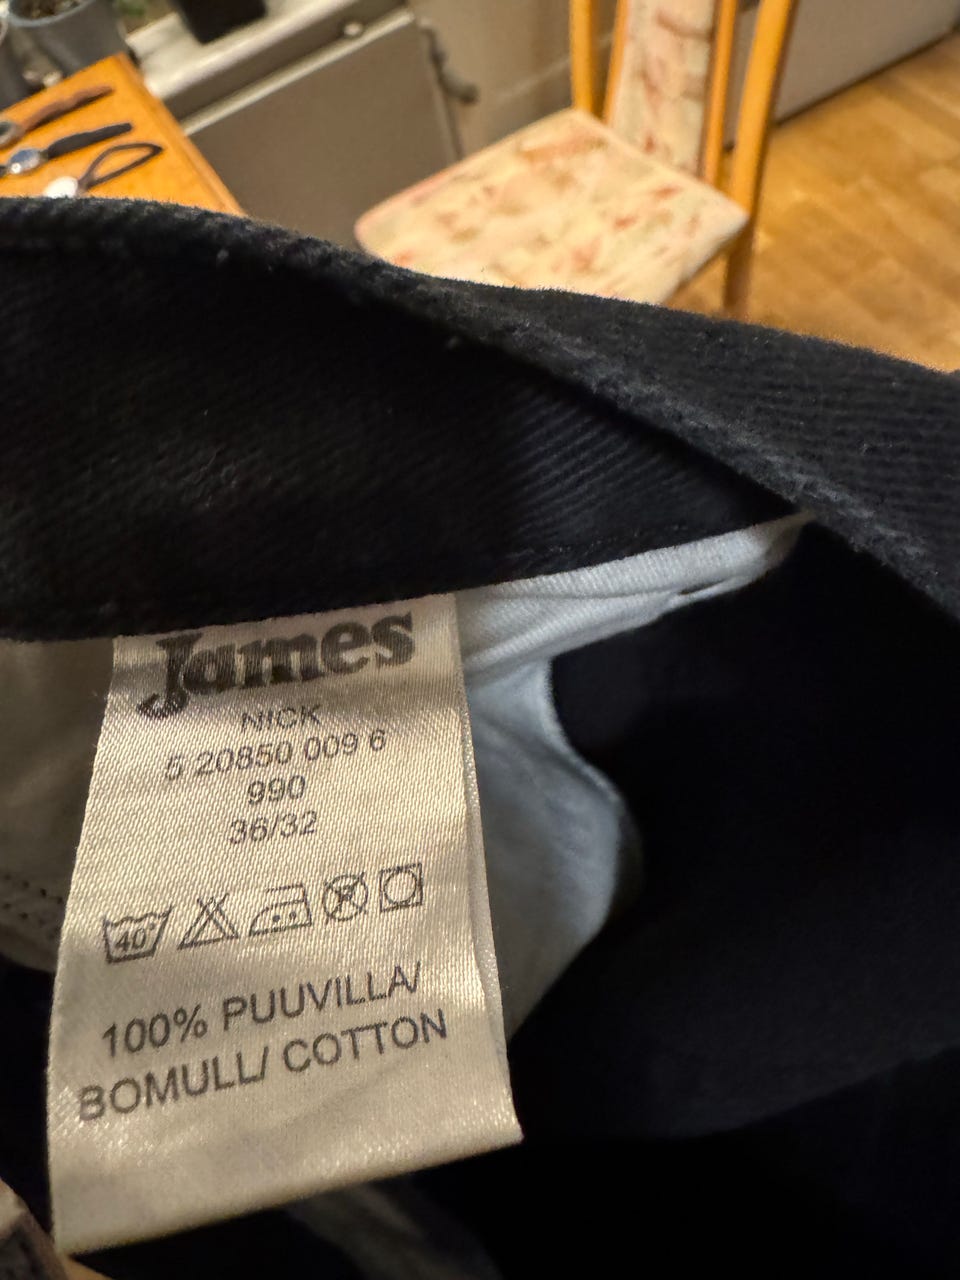 James
NICK
5 20850 009 6
990
36/32
40°
100% PUUVILLA/
BOMULL/ COTTON